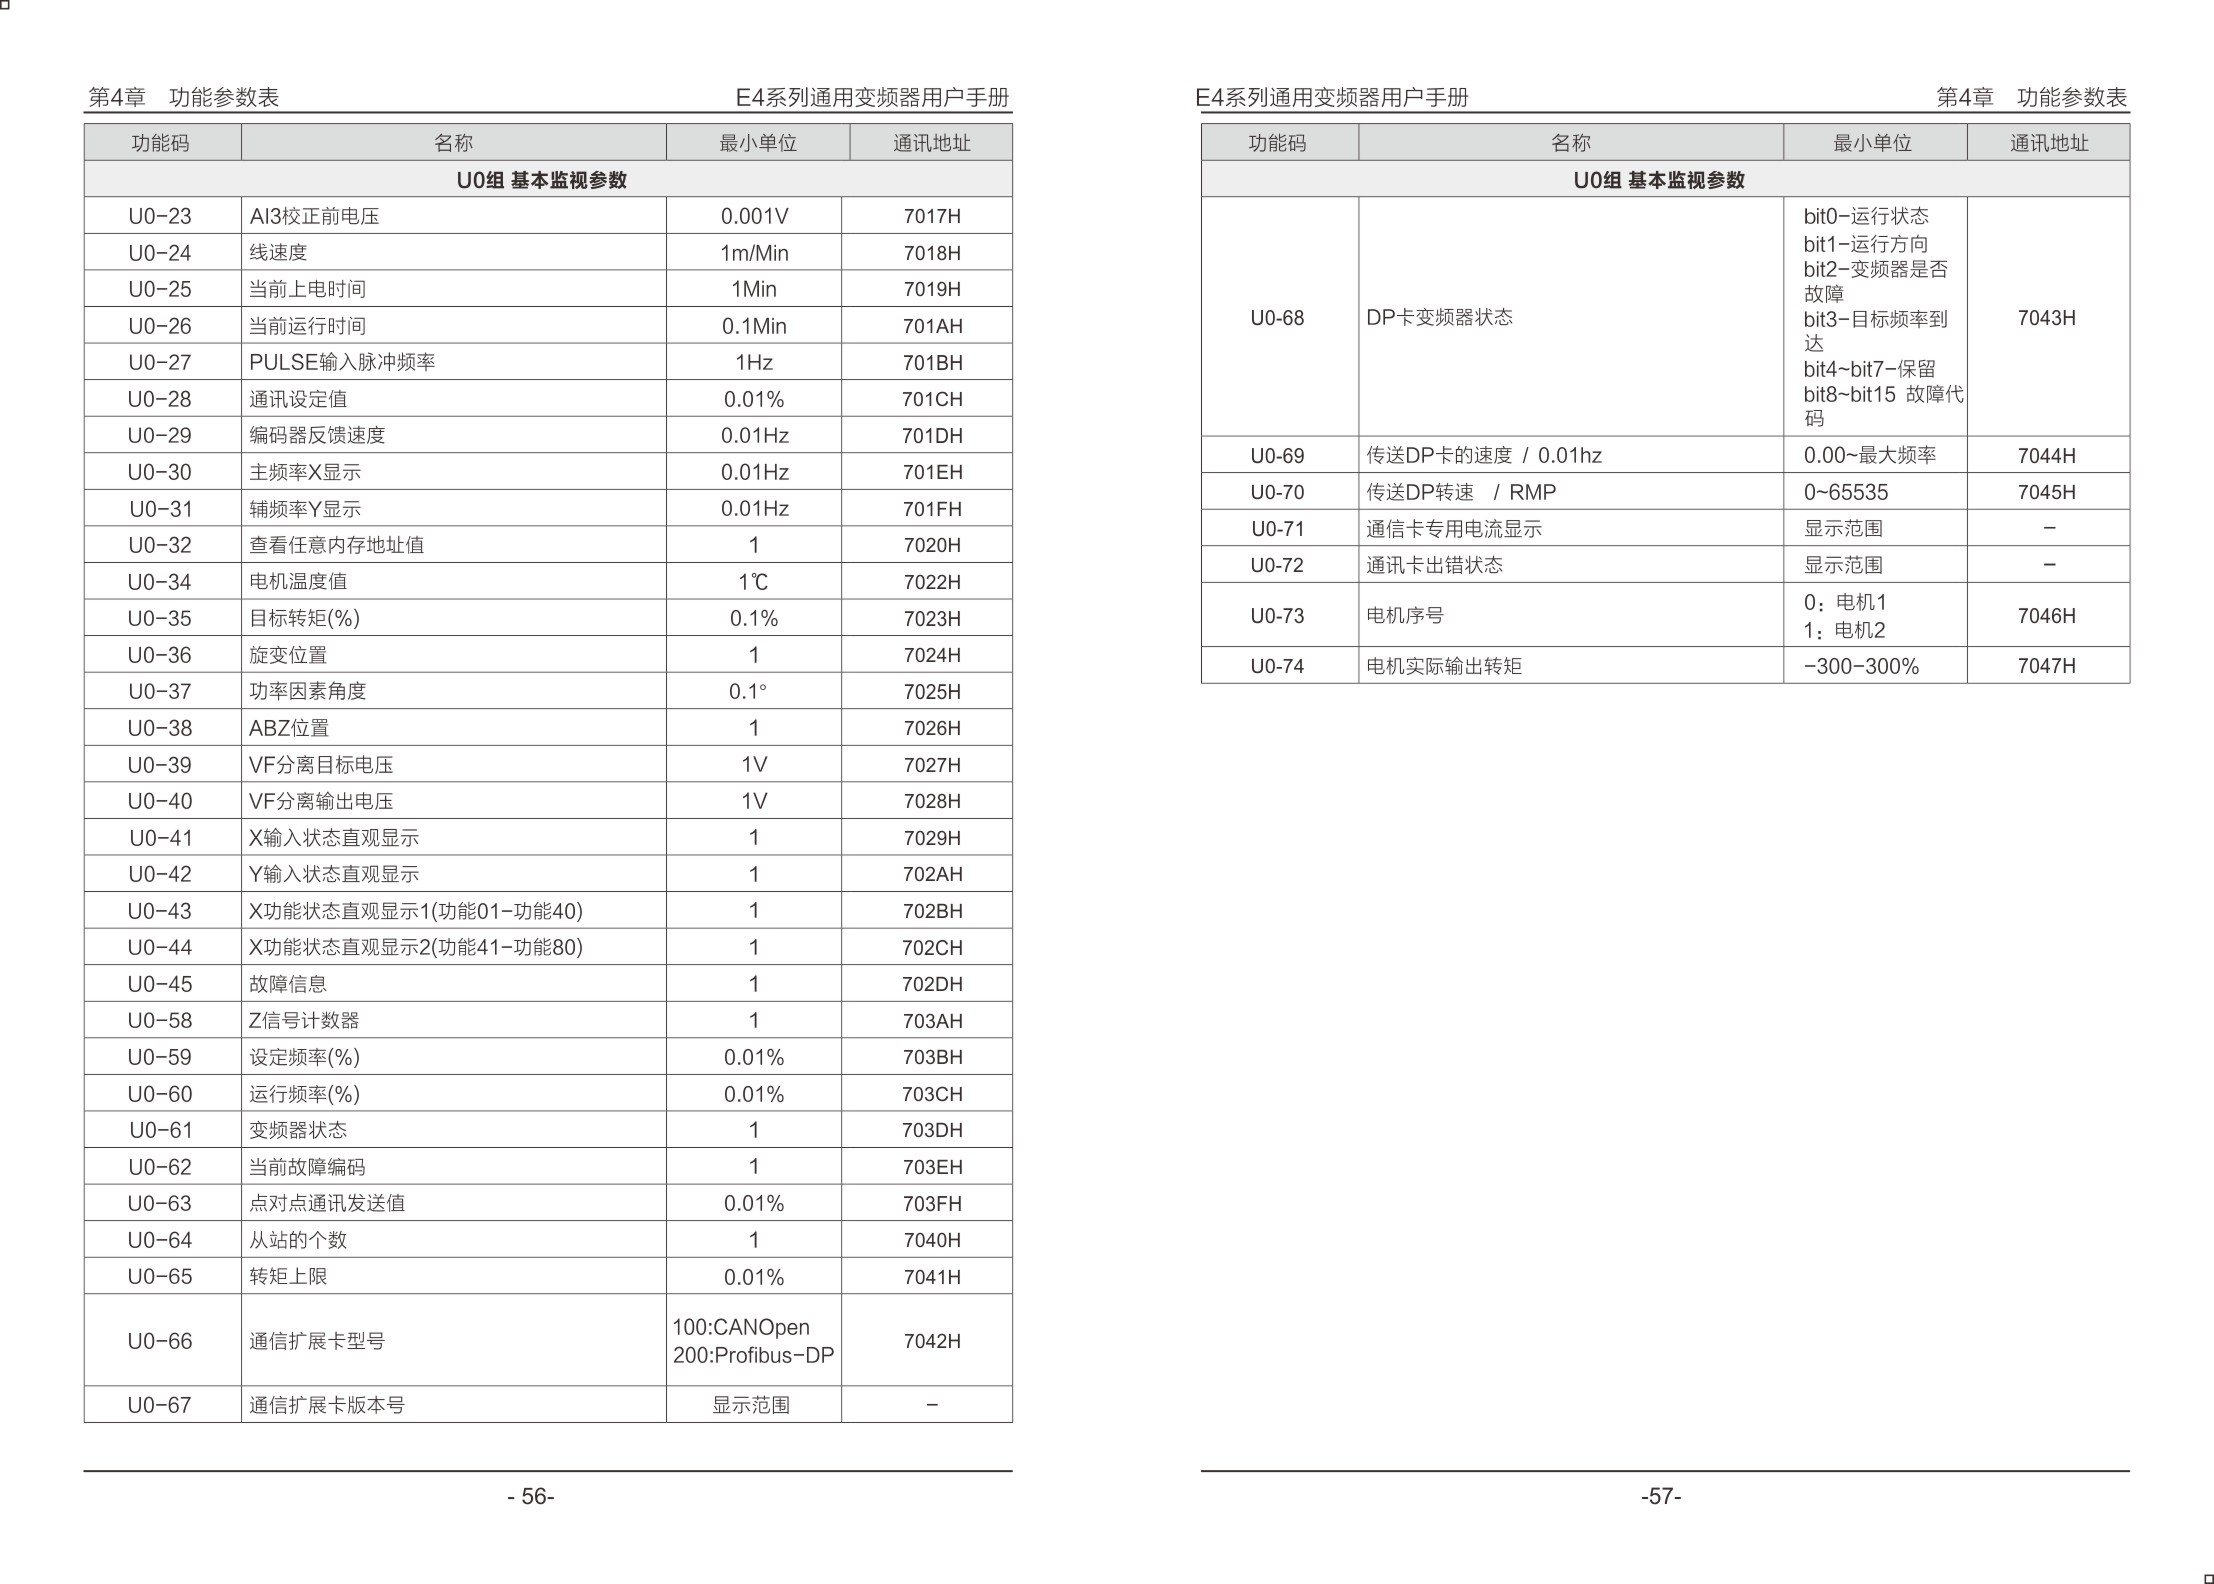 第4章 功能参数表 E4系列通用变频器用户手册
功能码 名称 最小单位 通讯地址
U0组 基本监视参数
U0-23 AI3校正前电压 0.001V 7017H
U0-24 线速度 1m/Min 7018H
U0-25 当前上电时间 1Min 7019H
U0-26 当前运行时间 0.1Min 701AH
U0-27 PULSE输入脉冲频率 1Hz 701BH
U0-28 通讯设定值 0.01% 701CH
U0-29 编码器反馈速度 0.01Hz 701DH
U0-30 主频率X显示 0.01Hz 701EH
U0-31 辅频率Y显示 0.01Hz 701FH
U0-32 查看任意内存地址值 1 7020H
U0-34 电机温度值 1℃ 7022H
U0-35 目标转矩(%) 0.1% 7023H
U0-36 旋变位置 1 7024H
U0-37 功率因素角度 0.1° 7025H
U0-38 ABZ位置 1 7026H
U0-39 VF分离目标电压 1V 7027H
U0-40 VF分离输出电压 1V 7028H
U0-41 X输入状态直观显示 1 7029H
U0-42 Y输入状态直观显示 1 702AH
U0-43 X功能状态直观显示1(功能01-功能40) 1 702BH
U0-44 X功能状态直观显示2(功能41-功能80) 1 702CH
U0-45 故障信息 1 702DH
U0-58 Z信号计数器 1 703AH
U0-59 设定频率(%) 0.01% 703BH
U0-60 运行频率(%) 0.01% 703CH
U0-61 变频器状态 1 703DH
U0-62 当前故障编码 1 703EH
U0-63 点对点通讯发送值 0.01% 703FH
U0-64 从站的个数 1 7040H
U0-65 转矩上限 0.01% 7041H
U0-66 通信扩展卡型号 100:CANOpen
200:Profibus-DP 7042H
U0-67 通信扩展卡版本号 显示范围 -
- 56-
E4系列通用变频器用户手册 第4章 功能参数表
功能码 名称 最小单位 通讯地址
U0组 基本监视参数
U0-68 DP卡变频器状态 bit0-运行状态
bit1-运行方向
bit2-变频器是否
故障
bit3-目标频率到
达
bit4~bit7-保留
bit8~bit15 故障代
码 7043H
U0-69 传送DP卡的速度 / 0.01hz 0.00~最大频率 7044H
U0-70 传送DP转速 / RMP 0~65535 7045H
U0-71 通信卡专用电流显示 显示范围 -
U0-72 通讯卡出错状态 显示范围 -
U0-73 电机序号 0：电机1
1：电机2 7046H
U0-74 电机实际输出转矩 -300-300% 7047H
-57-